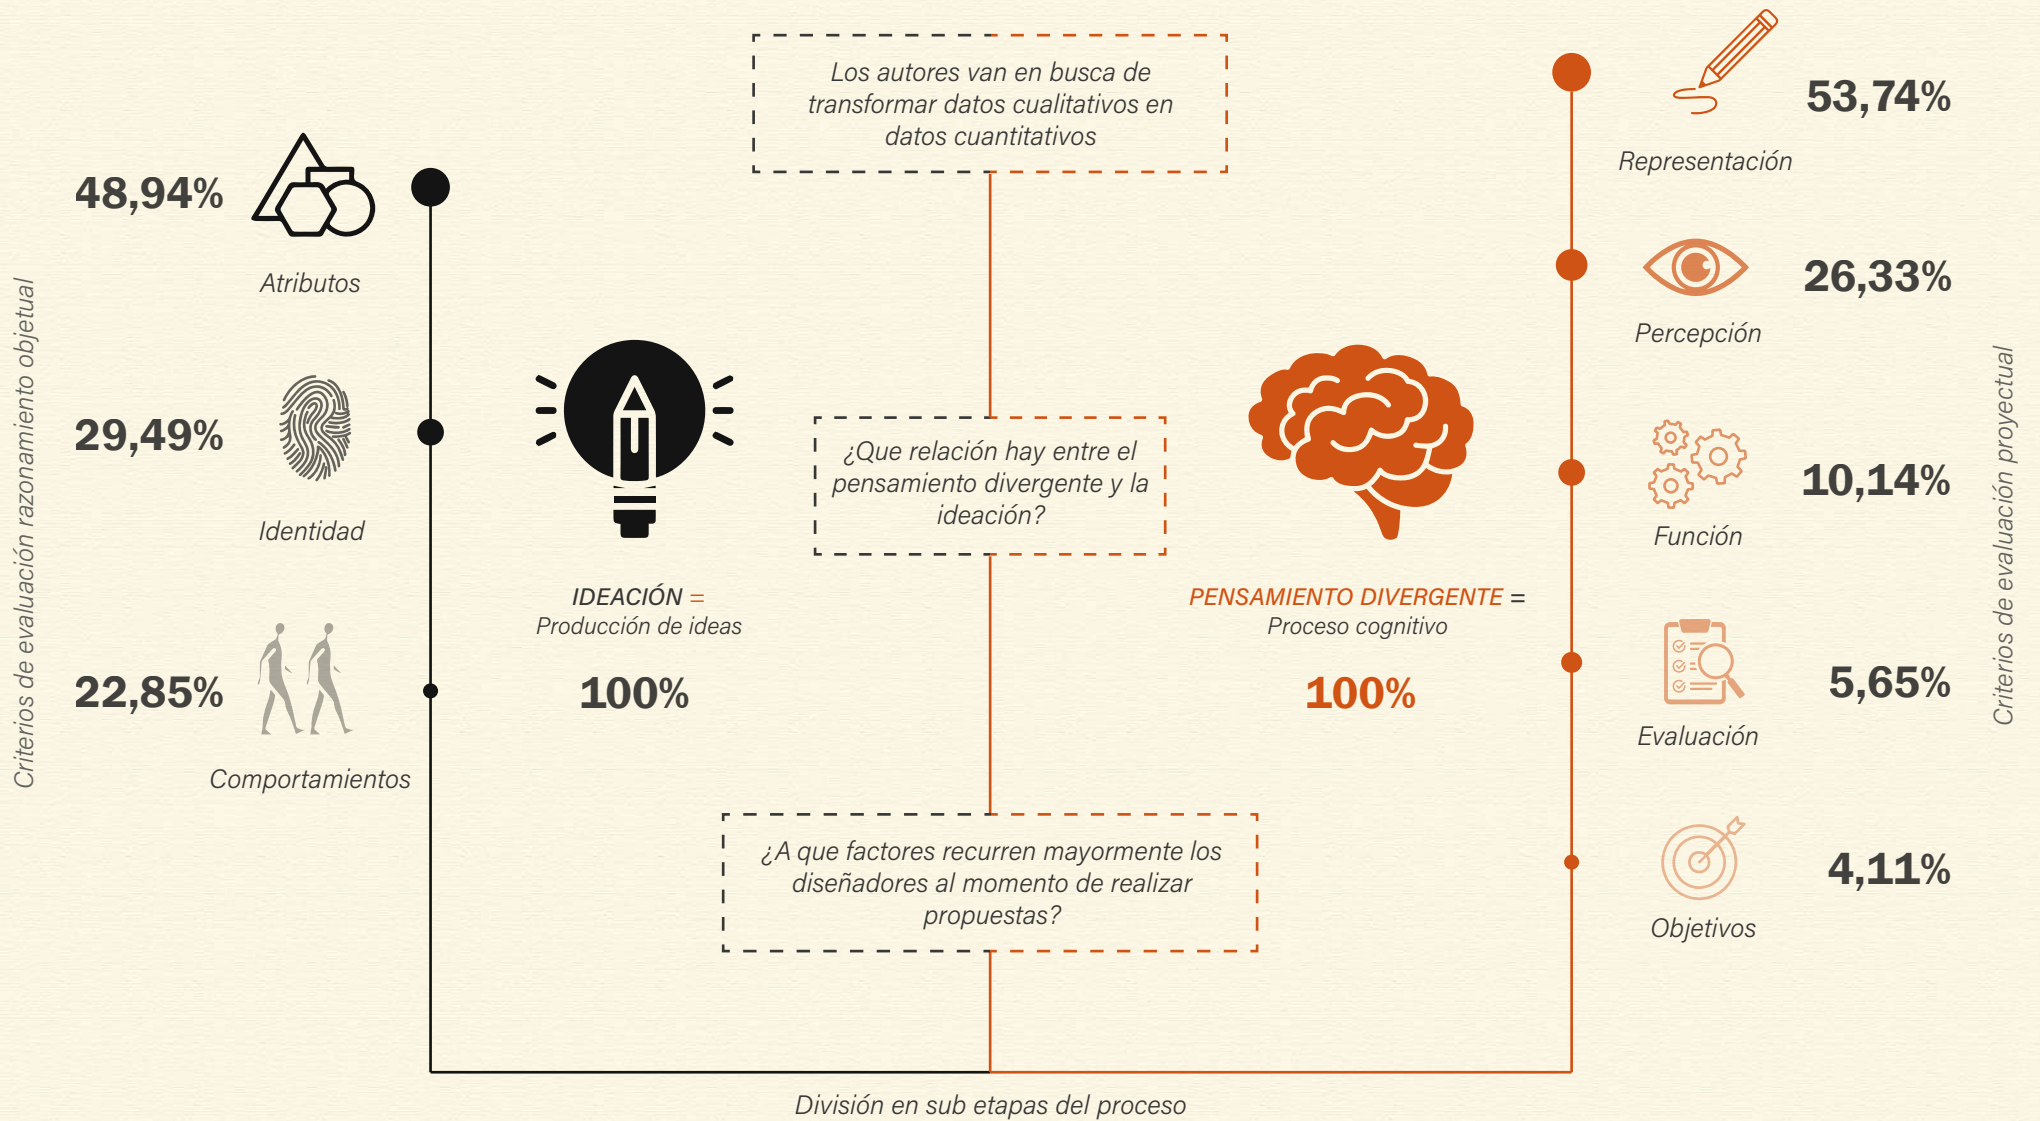 Criterios de evaluación razonamiento objetual
48,94%
Atributos
29,49%
Identidad
22,85%
Comportamientos
IDEACIÓN =
Producción de ideas
100%
Los autores van en busca de
transformar datos cualitativos en
datos cuantitativos
¿Que relación hay entre el
pensamiento divergente y la
ideación?
¿A que factores recurren mayormente los
diseñadores al momento de realizar
propuestas?
PENSAMIENTO DIVERGENTE =
Proceso cognitivo
100%
53,74%
Representación
26,33%
Percepción
10,14%
Función
5,65%
Evaluación
4,11%
Objetivos
Criterios de evaluación proyectual
División en sub etapas del proceso